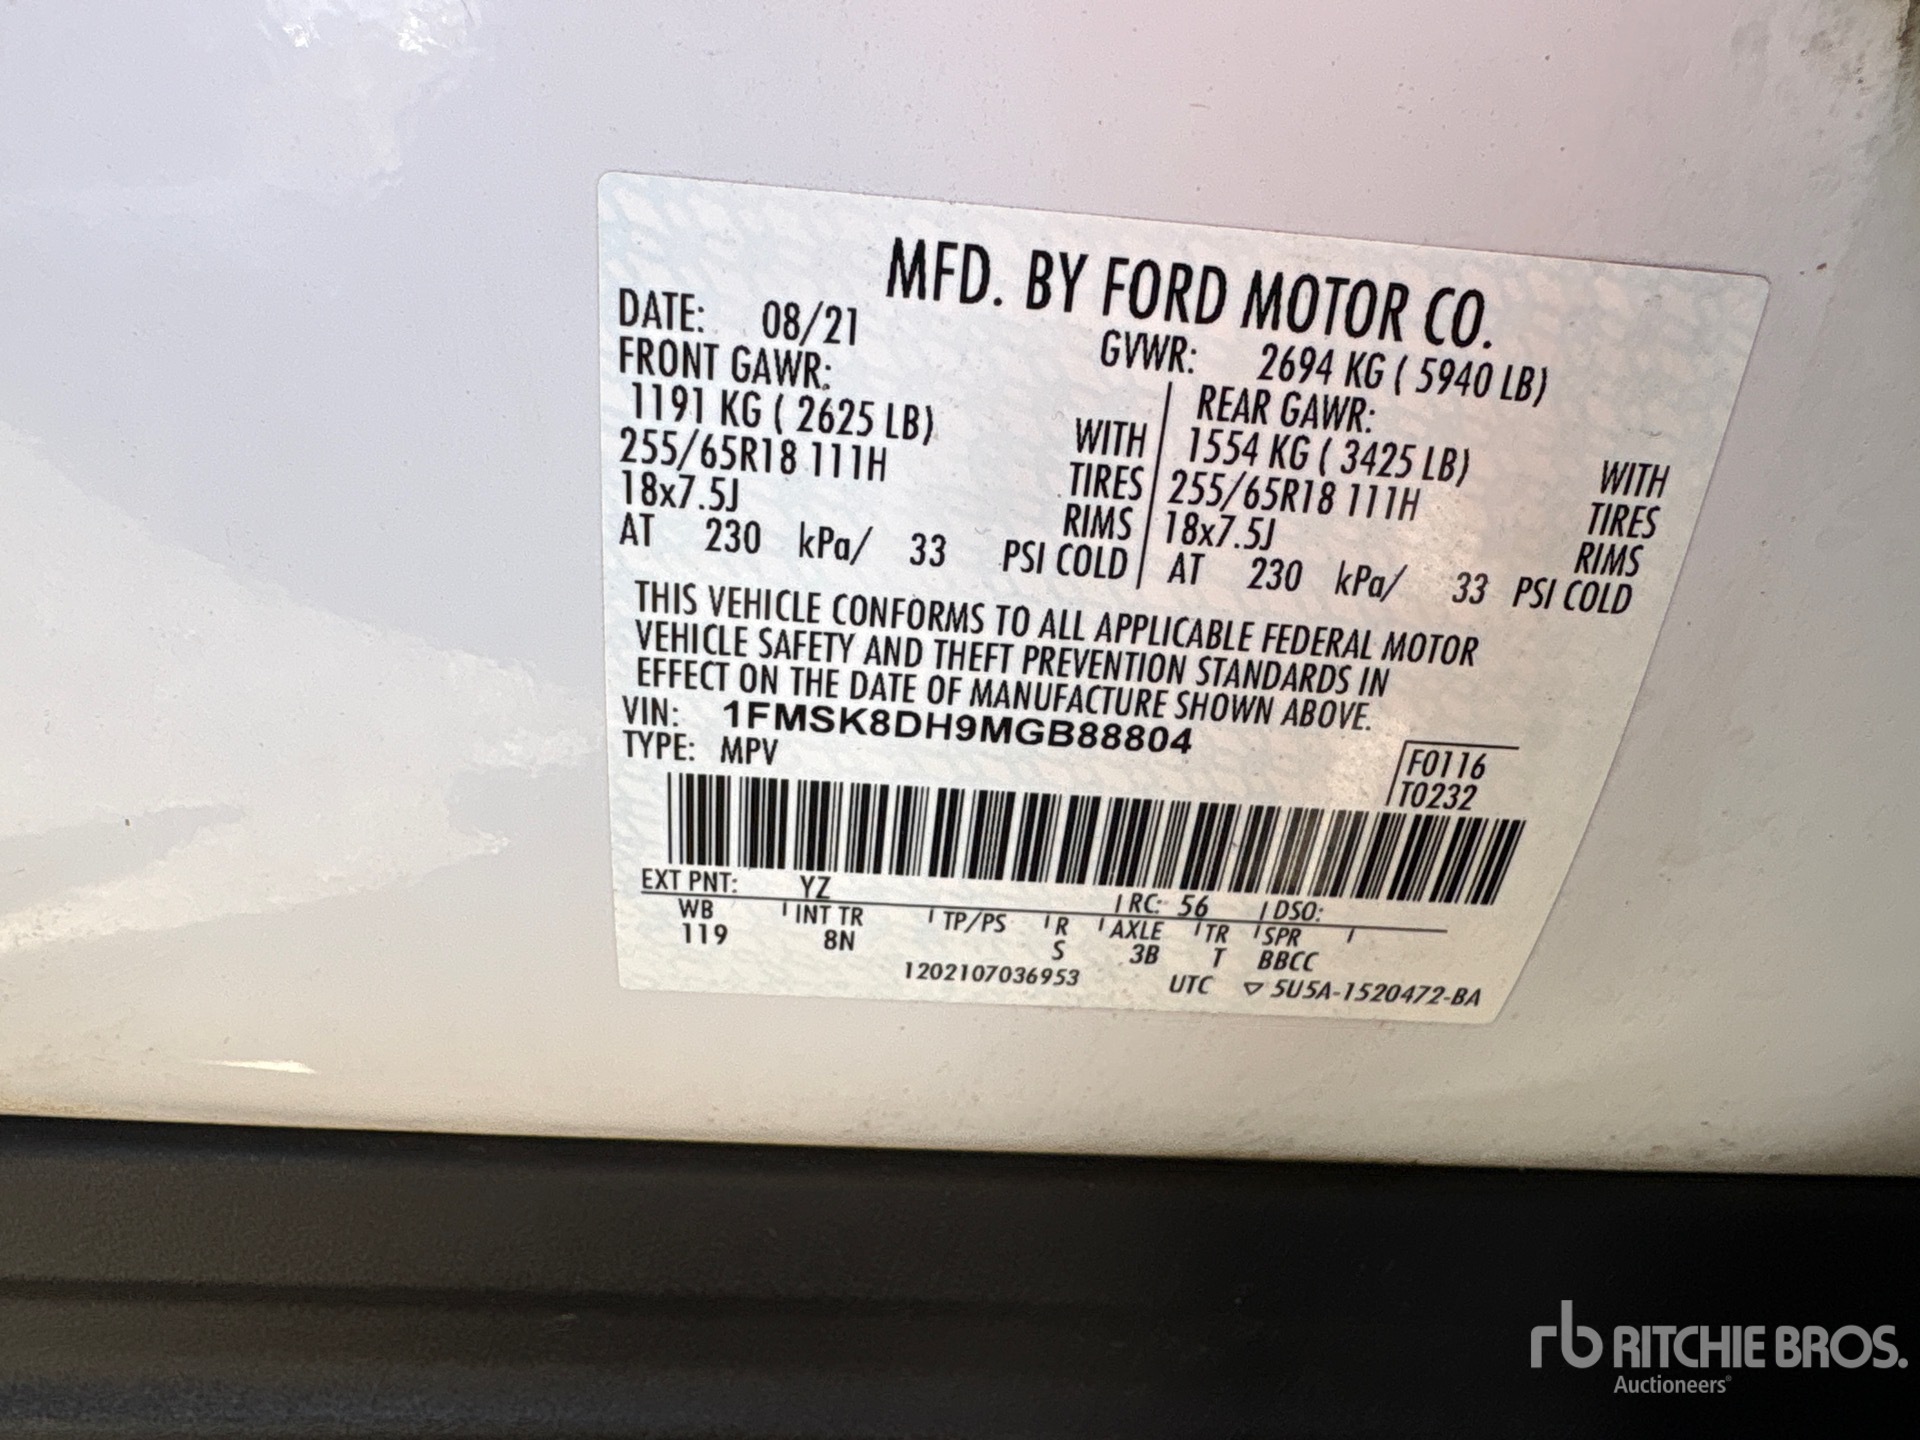 MFD. BY FORD MOTOR CO.
DATE: 08/21 GVWR: 2694 KG ( 5940 LB)
FRONT GAWR: REAR GAWR:
1191 KG ( 2625 LB) WITH 1554 KG ( 3425 LB) WITH
255/65R18 111H TIRES 255/65R18 111H TIRES
18x7.5J RIMS 18x7.5J RIMS
AT 230 kPa/ 33 PSI COLD AT 230 kPa/ 33 PSI COLD
THIS VEHICLE CONFORMS TO ALL APPLICABLE FEDERAL MOTOR
VEHICLE SAFETY AND THEFT PREVENTION STANDARDS IN
EFFECT ON THE DATE OF MANUFACTURE SHOWN ABOVE.
VIN: 1FMSK8DH9MGB88804
TYPE: MPV
F0116
T0232
EXT PNT: YZ RC: 56 DSO:
WB INT TR TP/PS R AXLE TR SPR
119 8N S 3B T BBCC
1202107036953 UTC ▽ 5U5A-1520472-BA
rb RITCHIE BROS.
Auctioneers®